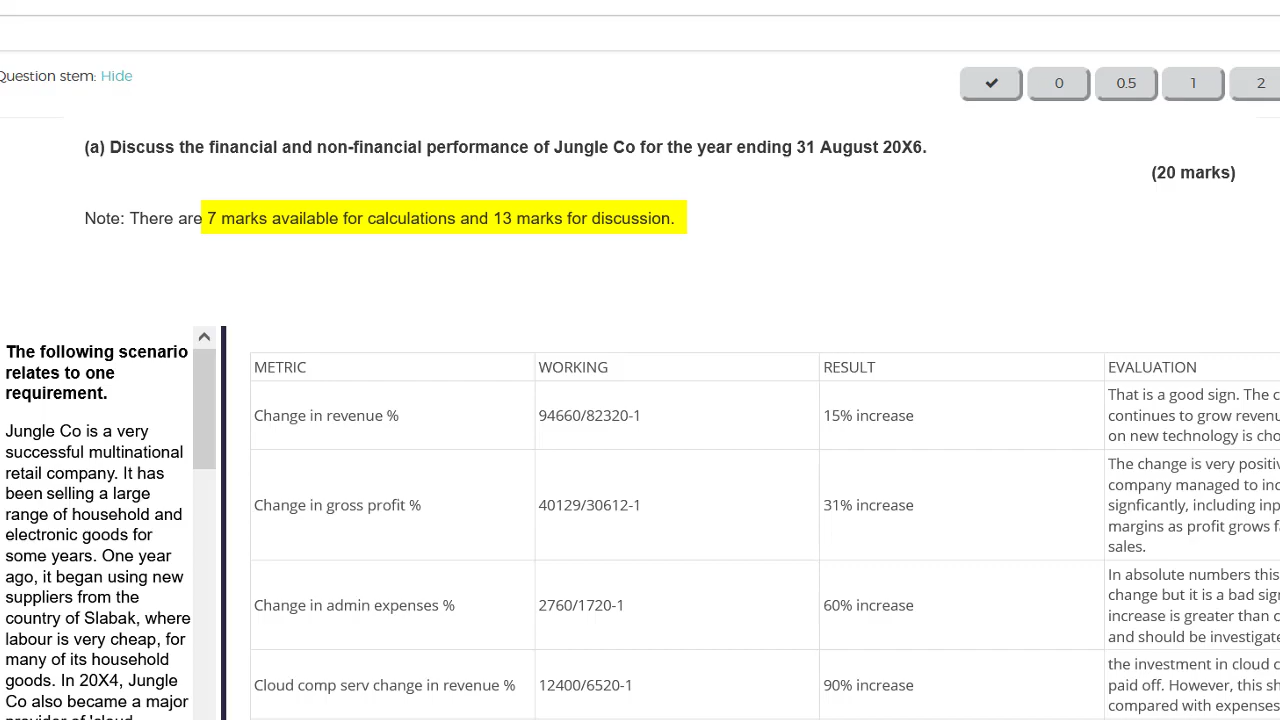 Question stem: Hide
✔ 0 0.5 1 2
(a) Discuss the financial and non-financial performance of Jungle Co for the year ending 31 August 20X6.
(20 marks)
Note: There are 7 marks available for calculations and 13 marks for discussion.
The following scenario
relates to one
requirement.
Jungle Co is a very
successful multinational
retail company. It has
been selling a large
range of household and
electronic goods for
some years. One year
ago, it began using new
suppliers from the
country of Slabak, where
labour is very cheap, for
many of its household
goods. In 20X4, Jungle
Co also became a major
provider of 'cloud
METRIC WORKING RESULT EVALUATION
Change in revenue % 94660/82320-1 15% increase
That is a good sign. The c
continues to grow revenu
on new technology is cho
Change in gross profit % 40129/30612-1 31% increase
The change is very positiv
company managed to inc
signficantly, including inp
margins as profit grows fa
sales.
Change in admin expenses % 2760/1720-1 60% increase
In absolute numbers this
change but it is a bad sign
increase is greater than c
and should be investigate
Cloud comp serv change in revenue % 12400/6520-1 90% increase
the investment in cloud c
paid off. However, this sh
compared with expenses